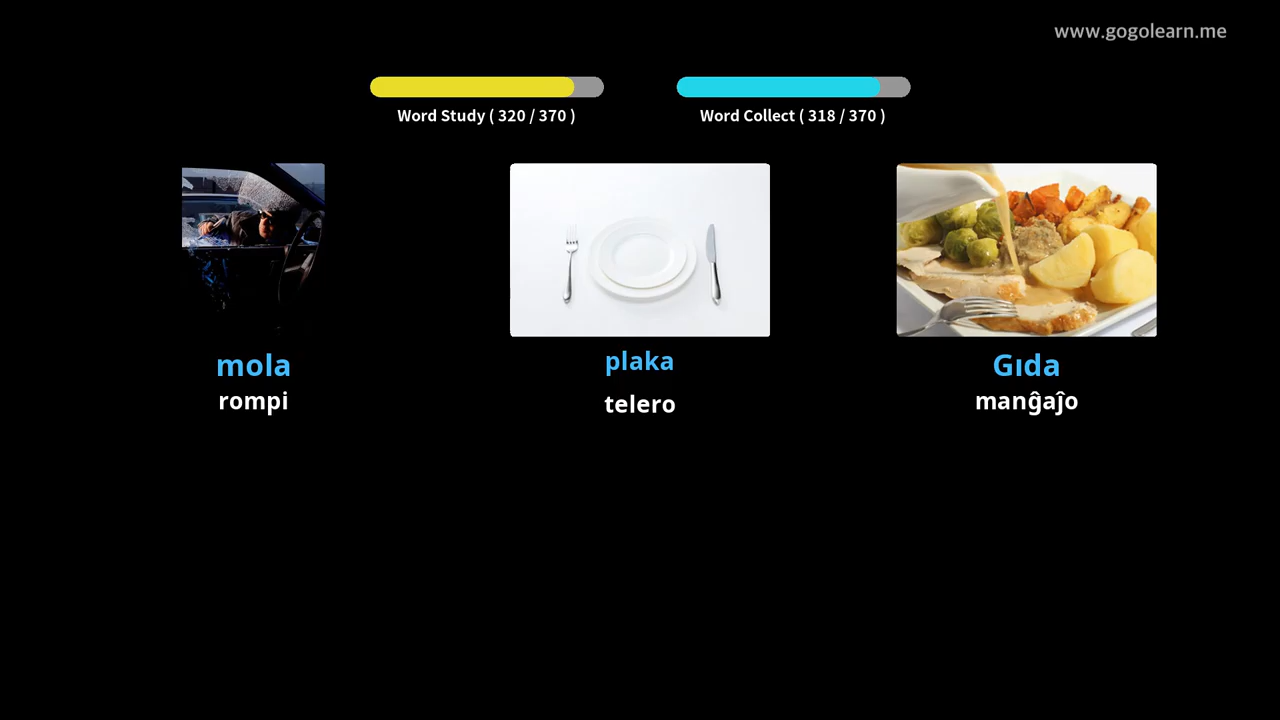 www.gogolearn.me
Word Study ( 320 / 370 )
Word Collect ( 318 / 370 )
mola
rompi
plaka
telero
Gıda
manĝaĵo